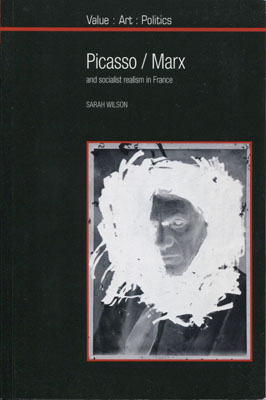 Value : Art : Politics
Picasso / Marx
and socialist realism in France
SARAH WILSON